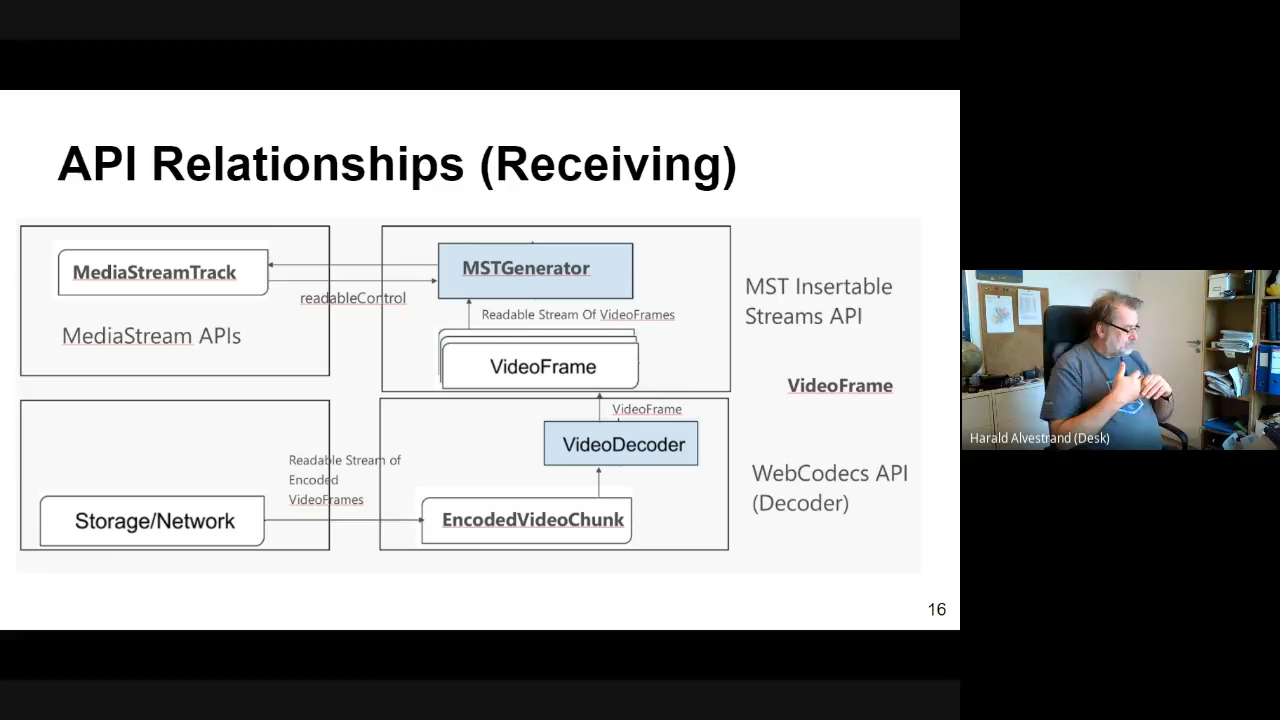 API Relationships (Receiving)
MediaStreamTrack
readableControl
MediaStream APIs
MSTGenerator
Readable Stream Of VideoFrames
VideoFrame
MST Insertable
Streams API
VideoFrame
VideoFrame
VideoDecoder
Readable Stream of
Encoded
VideoFrames
Storage/Network
EncodedVideoChunk
WebCodecs API
(Decoder)
16
Harald Alvestrand (Desk)